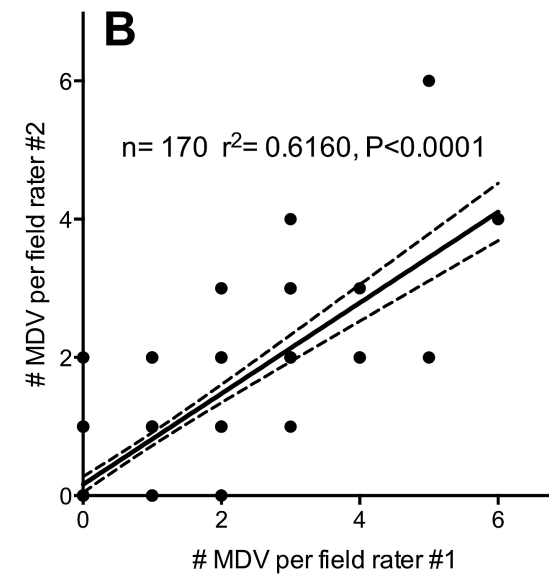 B
n= 170 r²= 0.6160, P<0.0001
# MDV per field rater #2
6
4
2
0
0 2 4 6
# MDV per field rater #1